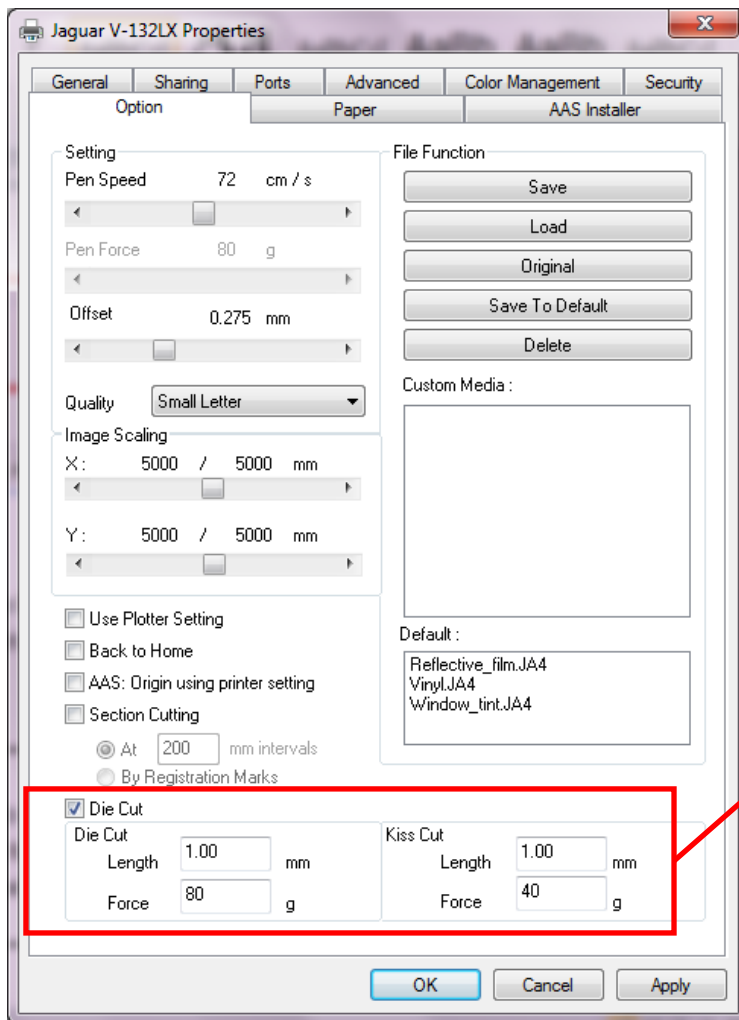 Jaguar V-132LX Properties
General Sharing Ports Advanced Color Management Security
Option Paper AAS Installer
Setting
Pen Speed 72 cm / s
Pen Force 80 g
Offset 0.275 mm
Quality Small Letter
Image Scaling
X : 5000 / 5000 mm
Y : 5000 / 5000 mm
Use Plotter Setting
Back to Home
AAS: Origin using printer setting
Section Cutting
At 200 mm intervals
By Registration Marks
File Function
Save
Load
Original
Save To Default
Delete
Custom Media :
Default :
Reflective_film.JA4
Vinyl.JA4
Window_tint.JA4
Die Cut
Die Cut
Length 1.00 mm
Force 80 g
Kiss Cut
Length 1.00 mm
Force 40 g
OK Cancel Apply